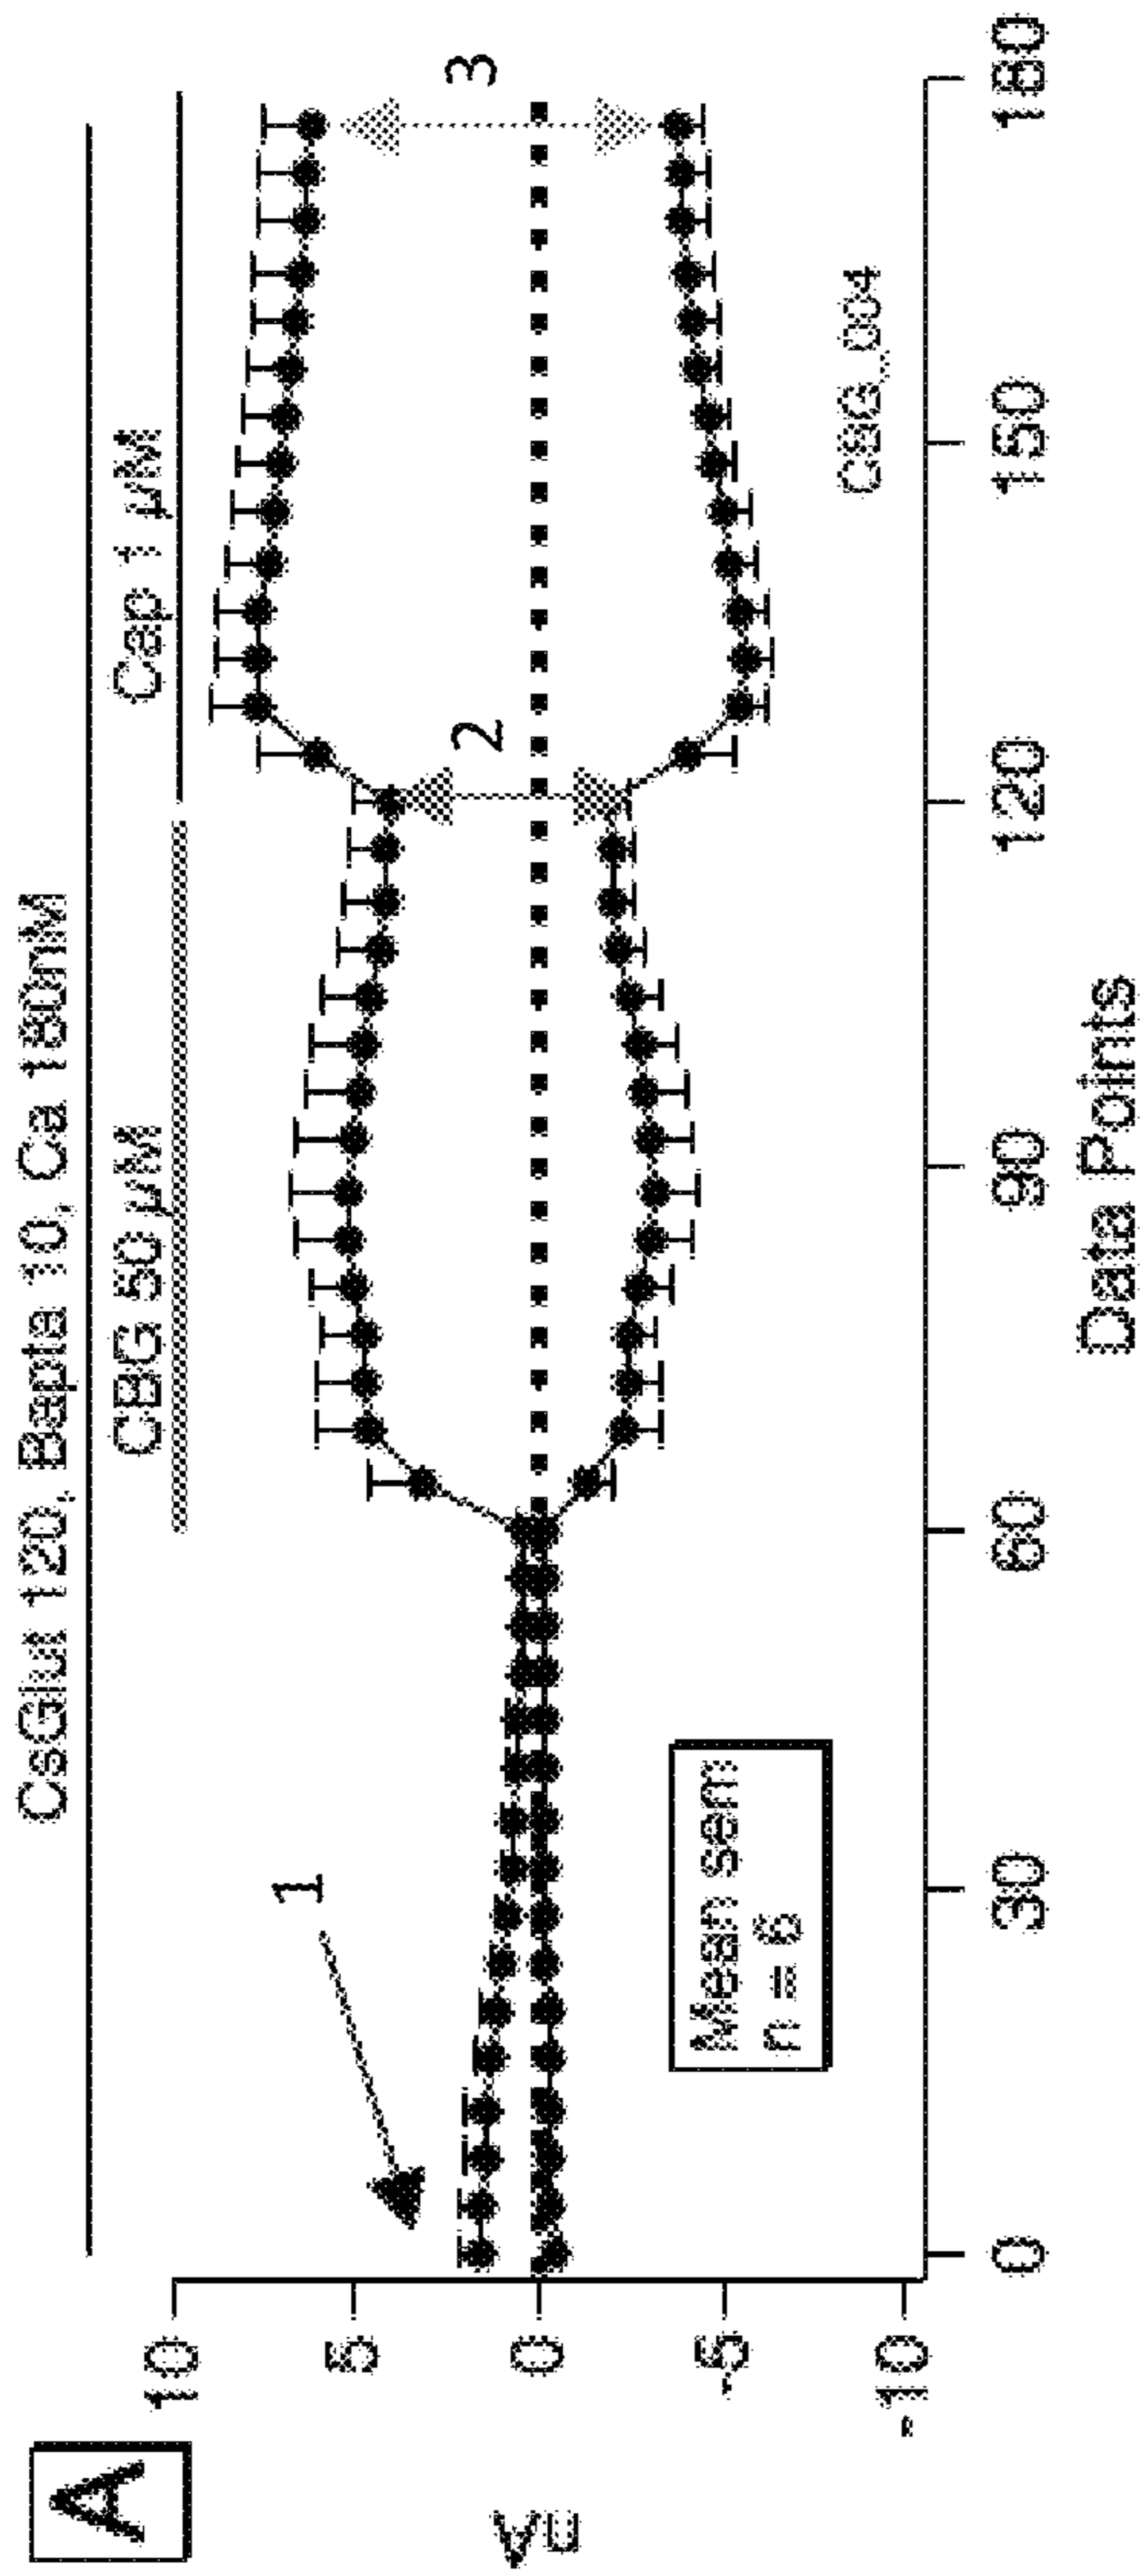 A
CsGlut 120, Bapta 10, Ca 180nM
CBG 50 µM
Cap 1 µM
nA
10
5
0
-5
-10
1
2
3
Mean sem
n = 6
CBG_004
0
30
60
90
120
150
180
Data Points